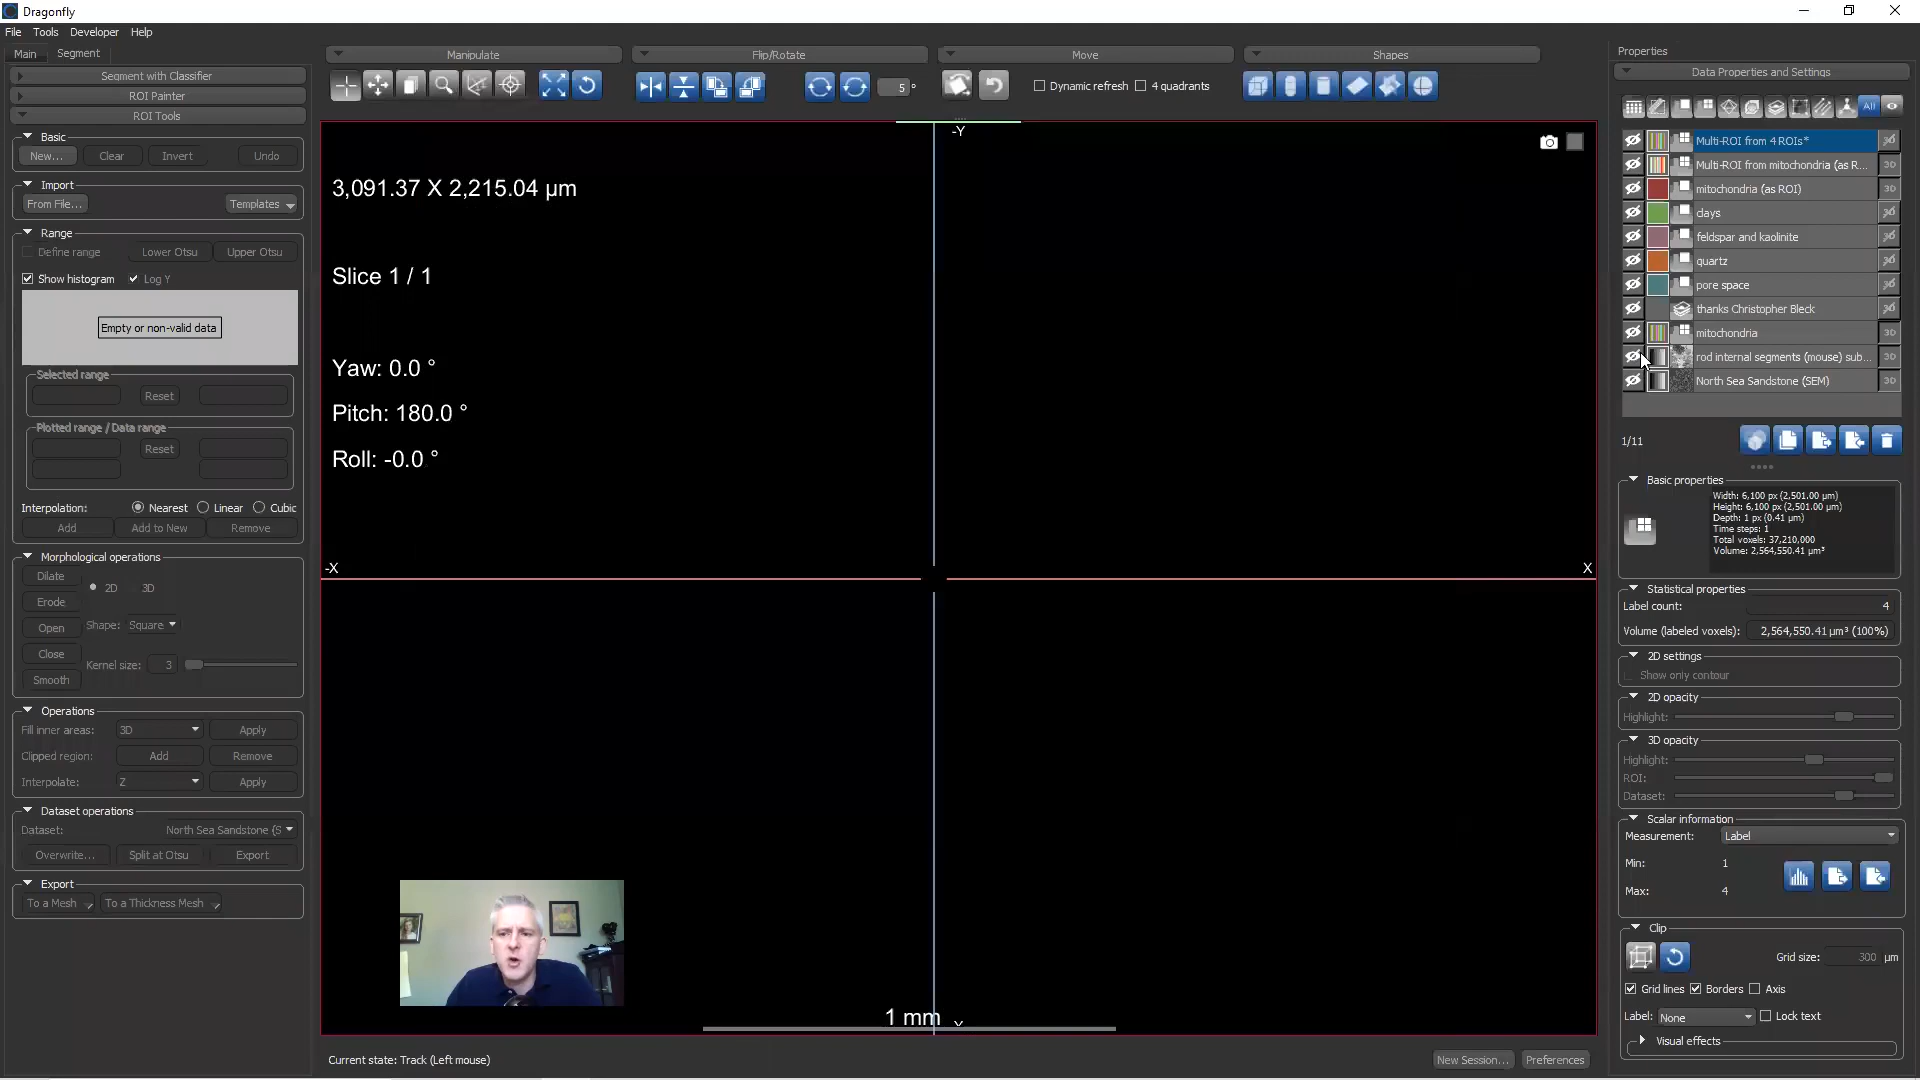 Dragonfly
File Tools Developer Help
Main Segment
Segment with Classifier
ROI Painter
ROI Tools
Basic
New... Clear Invert Undo
Import
From File... Templates
Range
Define range Lower Otsu Upper Otsu
Show histogram Log Y
Empty or non-valid data
Selected range
Reset
Plotted range / Data range
Reset
Interpolation: Nearest Linear Cubic
Add Add to New Remove
Morphological operations
Dilate
2D 3D
Erode
Open Shape: Square
Close
Kernel size: 3
Smooth
Operations
Fill inner areas: 3D Apply
Clipped region: Add Remove
Interpolate: Z Apply
Dataset operations
Dataset: North Sea Sandstone (S
Overwrite... Split at Otsu Export
Export
To a Mesh To a Thickness Mesh
Manipulate Flip/Rotate Move Shapes
5 °
Dynamic refresh 4 quadrants
-Y
3,091.37 X 2,215.04 µm
Slice 1 / 1
Yaw: 0.0 °
Pitch: 180.0 °
Roll: -0.0 °
-X X
1 mm
Current state: Track (Left mouse)
New Session... Preferences
Properties
Data Properties and Settings
All
Multi-ROI from 4 ROIs*
Multi-ROI from mitochondria (as R... 3D
mitochondria (as ROI) 3D
clays
feldspar and kaolinite
quartz
pore space
thanks Christopher Bleck
mitochondria 3D
rod internal segments (mouse) sub... 3D
North Sea Sandstone (SEM) 3D
1/11
Basic properties
Width: 6,100 px (2,501.00 µm)
Height: 6,100 px (2,501.00 µm)
Depth: 1 px (0.41 µm)
Time steps: 1
Total voxels: 37,210,000
Volume: 2,564,550.41 µm³
Statistical properties
Label count: 4
Volume (labeled voxels): 2,564,550.41 µm³ (100%)
2D settings
Show only contour
2D opacity
Highlight:
3D opacity
Highlight:
ROI:
Dataset:
Scalar information
Measurement: Label
Min: 1
Max: 4
Clip
Grid size: 300 µm
Grid lines Borders Axis
Label: None Lock text
Visual effects